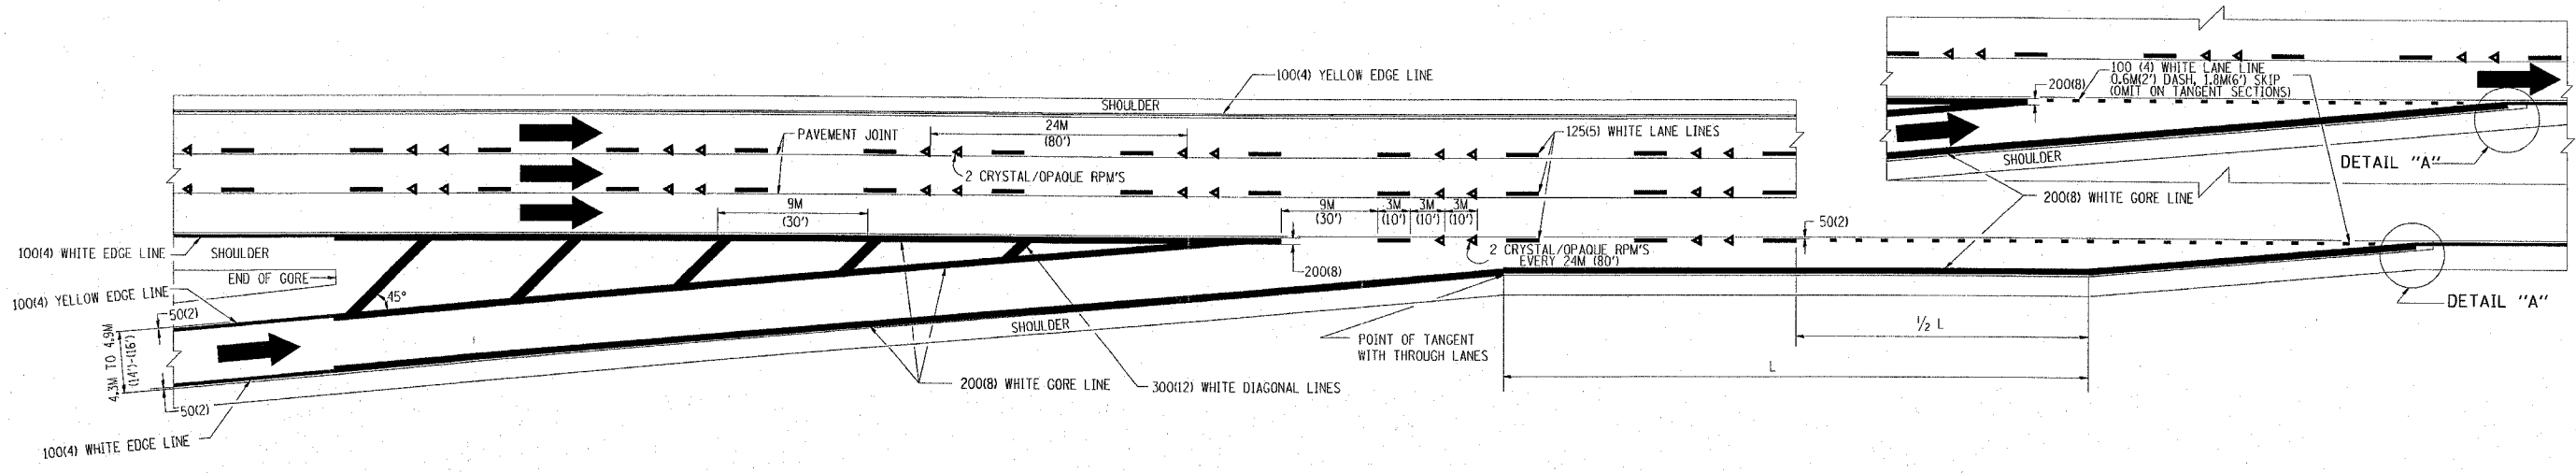 100(4) YELLOW EDGE LINE
SHOULDER
PAVEMENT JOINT
24M
(80')
125(5) WHITE LANE LINES
2 CRYSTAL/OPAQUE RPM'S
9M
(30')
9M
(30')
3M
(10')
3M
(10')
3M
(10')
50(2)
100(4) WHITE EDGE LINE
SHOULDER
END OF GORE
100(4) YELLOW EDGE LINE
50(2)
45°
4.3M TO 4.9M
(14')-(16')
50(2)
100(4) WHITE EDGE LINE
200(8)
2 CRYSTAL/OPAQUE RPM'S
EVERY 24M (80')
SHOULDER
200(8) WHITE GORE LINE
300(12) WHITE DIAGONAL LINES
POINT OF TANGENT
WITH THROUGH LANES
1/2 L
L
200(8)
100 (4) WHITE LANE LINE
0.6M(2') DASH, 1.8M(6') SKIP
(OMIT ON TANGENT SECTIONS)
SHOULDER
DETAIL "A"
200(8) WHITE GORE LINE
DETAIL "A"